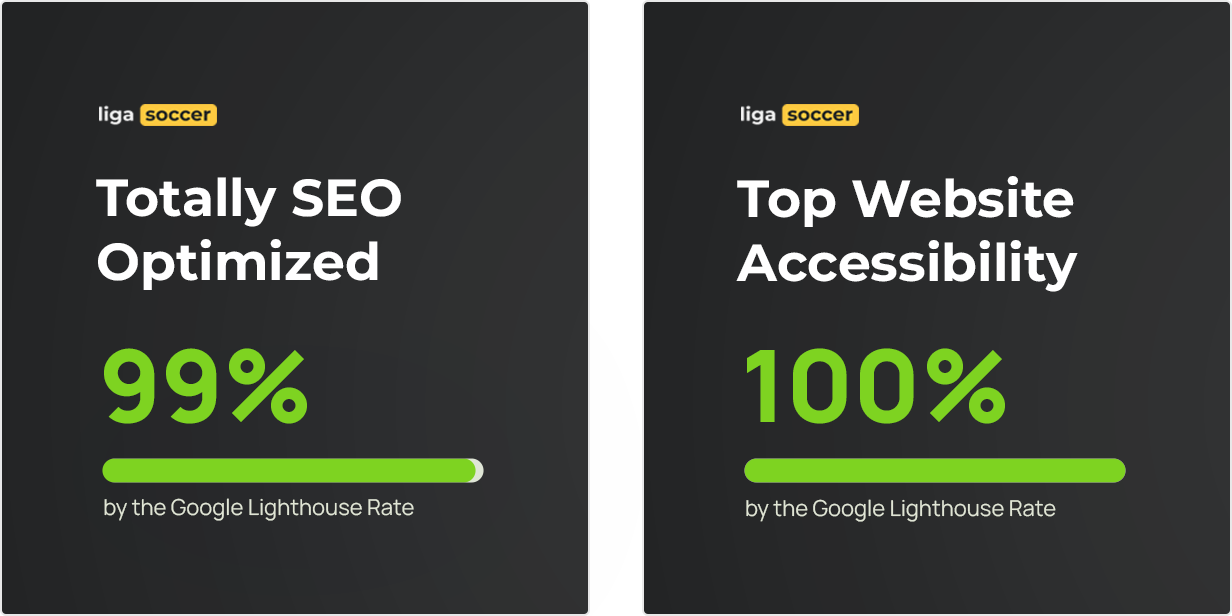 liga soccer
Totally SEO
Optimized
99%
by the Google Lighthouse Rate
liga soccer
Top Website
Accessibility
100%
by the Google Lighthouse Rate